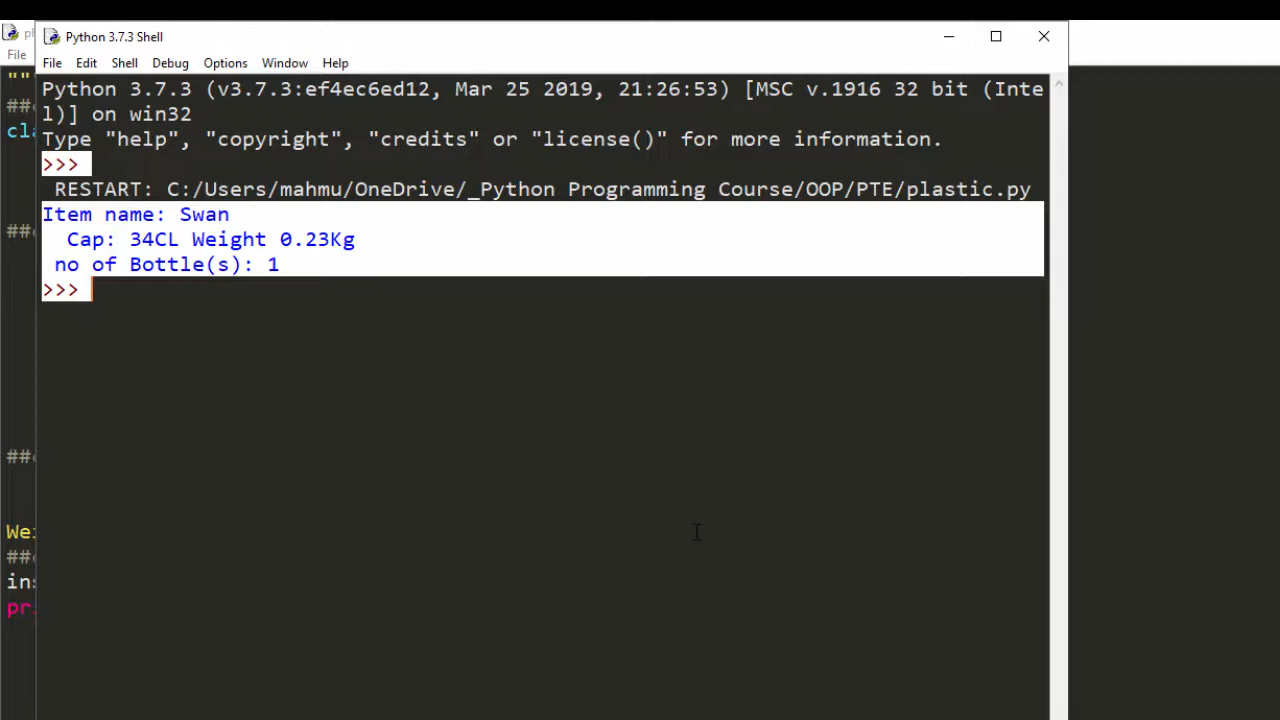 Python 3.7.3 Shell
File
File Edit Shell Debug Options Window Help
Python 3.7.3 (v3.7.3:ef4ec6ed12, Mar 25 2019, 21:26:53) [MSC v.1916 32 bit (Inte
l)] on win32
Type "help", "copyright", "credits" or "license()" for more information.
>>>
RESTART: C:/Users/mahmu/OneDrive/_Python Programming Course/OOP/PTE/plastic.py
Item name: Swan
Cap: 34CL Weight 0.23Kg
no of Bottle(s): 1
>>>